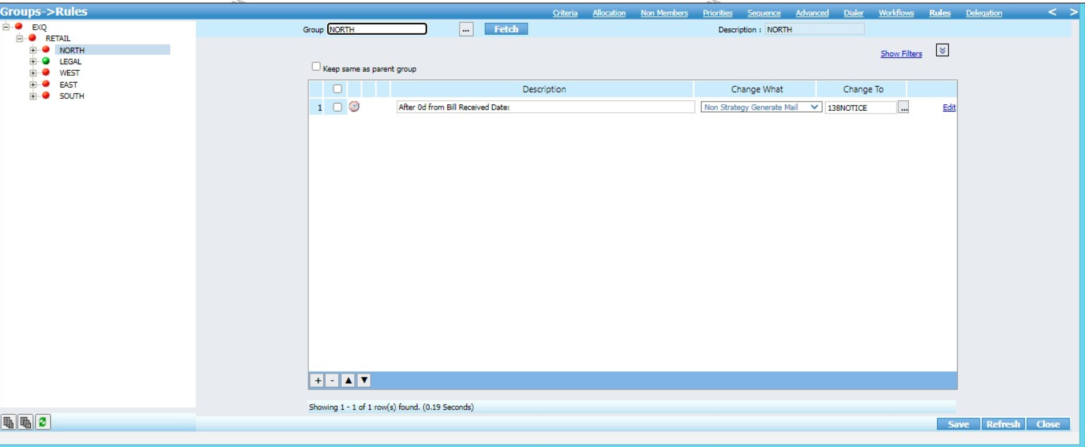 Groups->Rules
Criteria Allocation Non Members Priorities Sequence Advanced Dialer Workflows Rules Delegation < >
EXQ
RETAIL
NORTH
LEGAL
WEST
EAST
SOUTH
Group NORTH ... Fetch Description : NORTH
Show Filters
Keep same as parent group
Description Change What Change To
1 After 0d from Bill Received Date: Non Strategy Generate Mail 138NOTICE ... Edit
+ - ▲ ▼
Showing 1 - 1 of 1 row(s) found. (0.19 Seconds)
Save Refresh Close